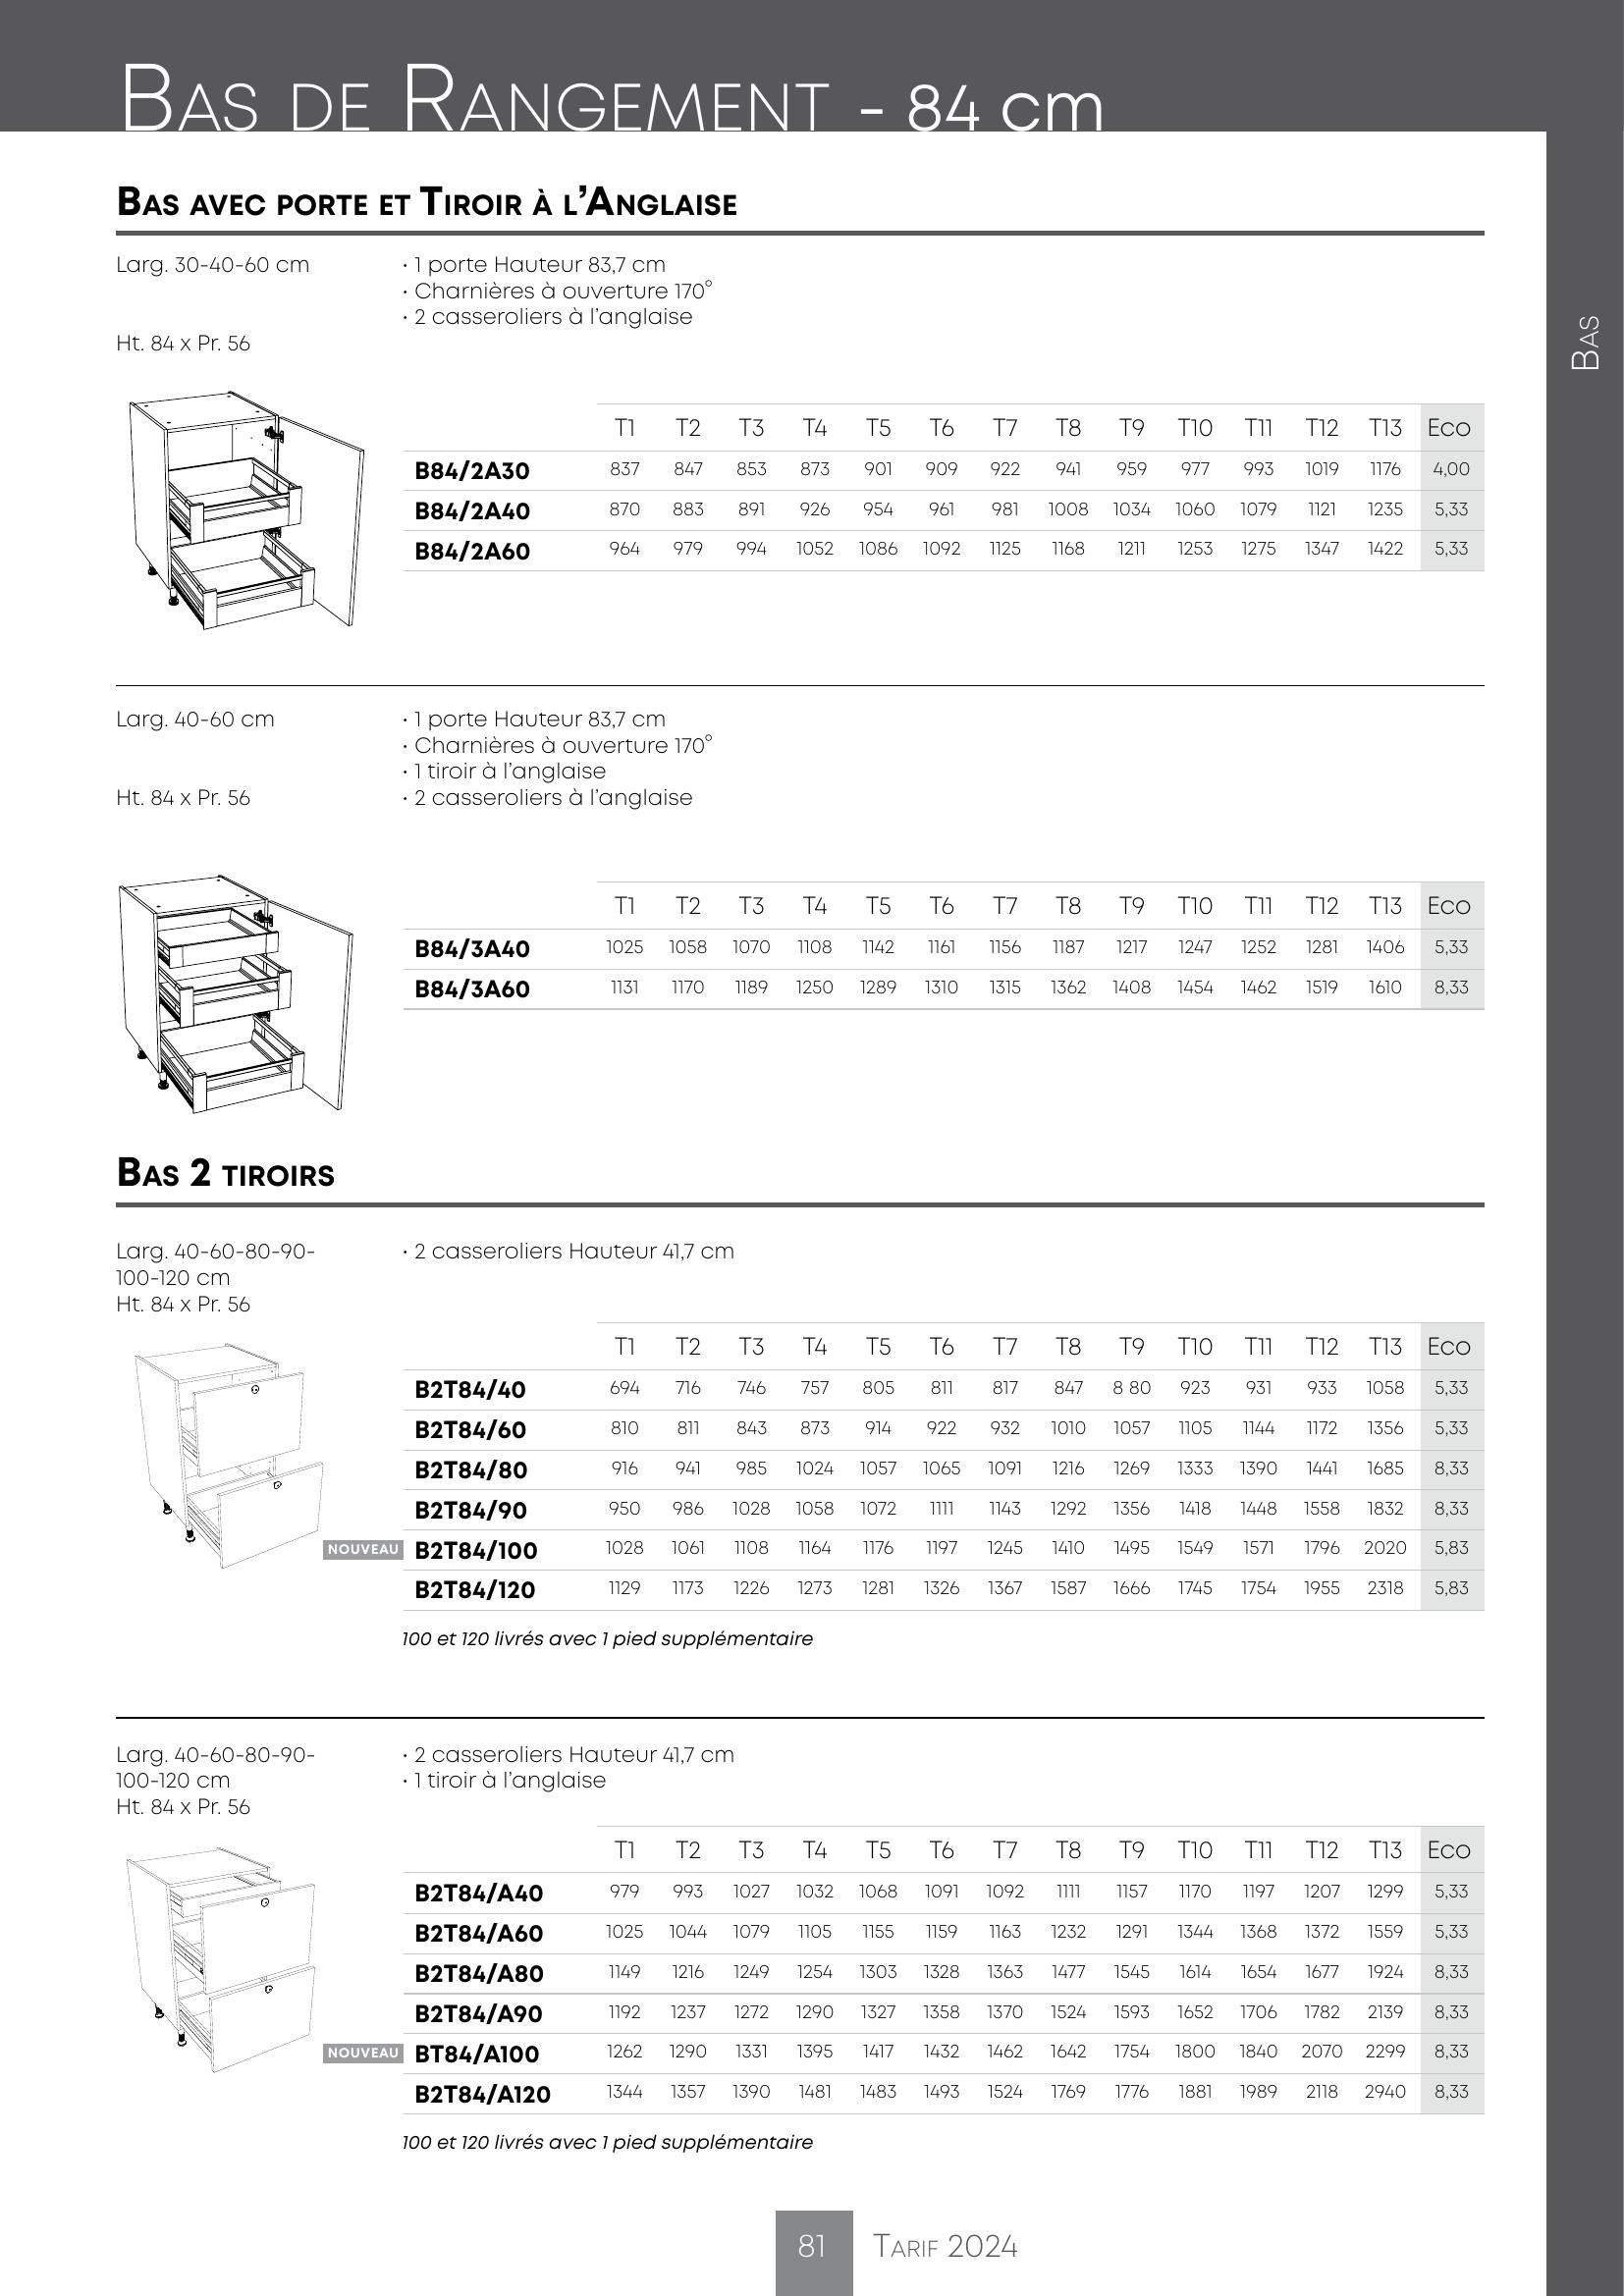 Bas de Rangement - 84 cm
Bas avec porte et Tiroir à l’Anglaise
Larg. 30-40-60 cm
Ht. 84 x Pr. 56
· 1 porte Hauteur 83,7 cm
· Charnières à ouverture 170°
· 2 casseroliers à l’anglaise
Bas
T1 T2 T3 T4 T5 T6 T7 T8 T9 T10 T11 T12 T13 Eco
B84/2A30 837 847 853 873 901 909 922 941 959 977 993 1019 1176 4,00
B84/2A40 870 883 891 926 954 961 981 1008 1034 1060 1079 1121 1235 5,33
B84/2A60 964 979 994 1052 1086 1092 1125 1168 1211 1253 1275 1347 1422 5,33
Larg. 40-60 cm
Ht. 84 x Pr. 56
· 1 porte Hauteur 83,7 cm
· Charnières à ouverture 170°
· 1 tiroir à l’anglaise
· 2 casseroliers à l’anglaise
T1 T2 T3 T4 T5 T6 T7 T8 T9 T10 T11 T12 T13 Eco
B84/3A40 1025 1058 1070 1108 1142 1161 1156 1187 1217 1247 1252 1281 1406 5,33
B84/3A60 1131 1170 1189 1250 1289 1310 1315 1362 1408 1454 1462 1519 1610 8,33
Bas 2 tiroirs
Larg. 40-60-80-90-
100-120 cm
Ht. 84 x Pr. 56
· 2 casseroliers Hauteur 41,7 cm
T1 T2 T3 T4 T5 T6 T7 T8 T9 T10 T11 T12 T13 Eco
B2T84/40 694 716 746 757 805 811 817 847 8 80 923 931 933 1058 5,33
B2T84/60 810 811 843 873 914 922 932 1010 1057 1105 1144 1172 1356 5,33
B2T84/80 916 941 985 1024 1057 1065 1091 1216 1269 1333 1390 1441 1685 8,33
B2T84/90 950 986 1028 1058 1072 1111 1143 1292 1356 1418 1448 1558 1832 8,33
NOUVEAU B2T84/100 1028 1061 1108 1164 1176 1197 1245 1410 1495 1549 1571 1796 2020 5,83
B2T84/120 1129 1173 1226 1273 1281 1326 1367 1587 1666 1745 1754 1955 2318 5,83
100 et 120 livrés avec 1 pied supplémentaire
Larg. 40-60-80-90-
100-120 cm
Ht. 84 x Pr. 56
· 2 casseroliers Hauteur 41,7 cm
· 1 tiroir à l’anglaise
T1 T2 T3 T4 T5 T6 T7 T8 T9 T10 T11 T12 T13 Eco
B2T84/A40 979 993 1027 1032 1068 1091 1092 1111 1157 1170 1197 1207 1299 5,33
B2T84/A60 1025 1044 1079 1105 1155 1159 1163 1232 1291 1344 1368 1372 1559 5,33
B2T84/A80 1149 1216 1249 1254 1303 1328 1363 1477 1545 1614 1654 1677 1924 8,33
B2T84/A90 1192 1237 1272 1290 1327 1358 1370 1524 1593 1652 1706 1782 2139 8,33
NOUVEAU BT84/A100 1262 1290 1331 1395 1417 1432 1462 1642 1754 1800 1840 2070 2299 8,33
B2T84/A120 1344 1357 1390 1481 1483 1493 1524 1769 1776 1881 1989 2118 2940 8,33
100 et 120 livrés avec 1 pied supplémentaire
81 Tarif 2024